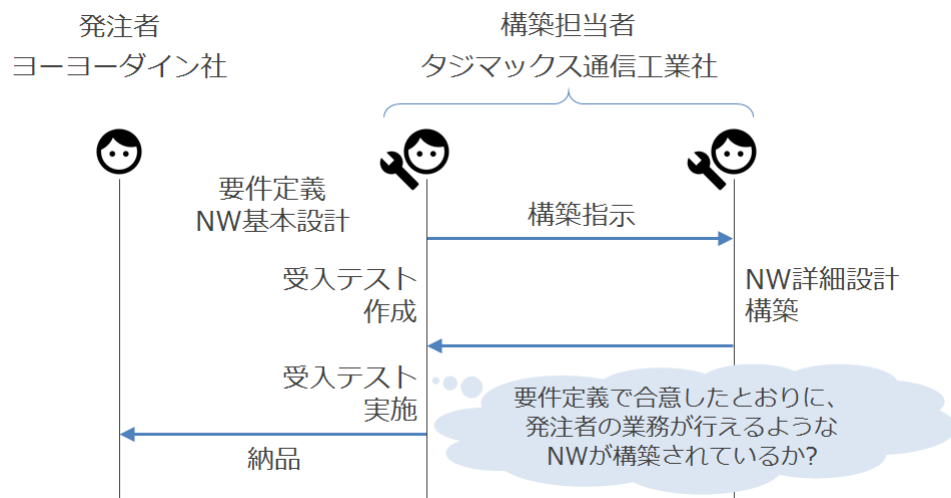 発注者
ヨーヨーダイン社
構築担当者
タジマックス通信工業社
要件定義
NW基本設計
構築指示
受入テスト
作成
NW詳細設計
構築
受入テスト
実施
要件定義で合意したとおりに、
発注者の業務が行えるような
NWが構築されているか?
納品